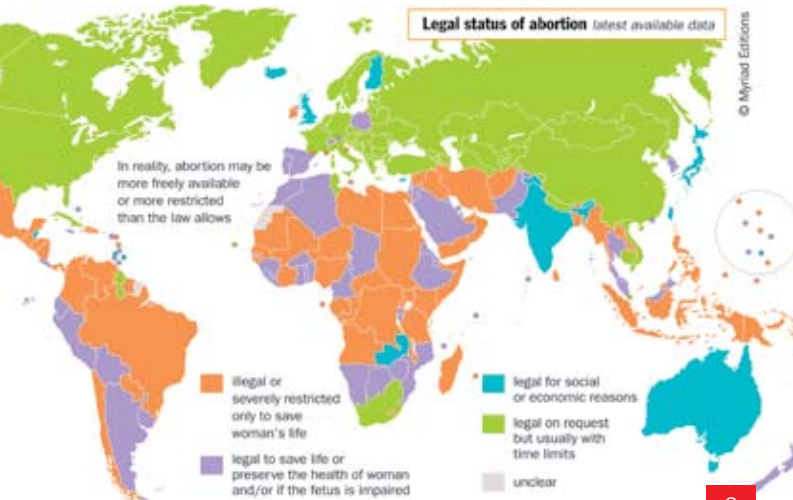 Legal status of abortion latest available data
© Myriad Editions
In reality, abortion may be
more freely available
or more restricted
than the law allows
illegal or
severely restricted
only to save
woman's life
legal to save life or
preserve the health of woman
and/or if the fetus is impaired
legal for social
or economic reasons
legal on request
but usually with
time limits
unclear